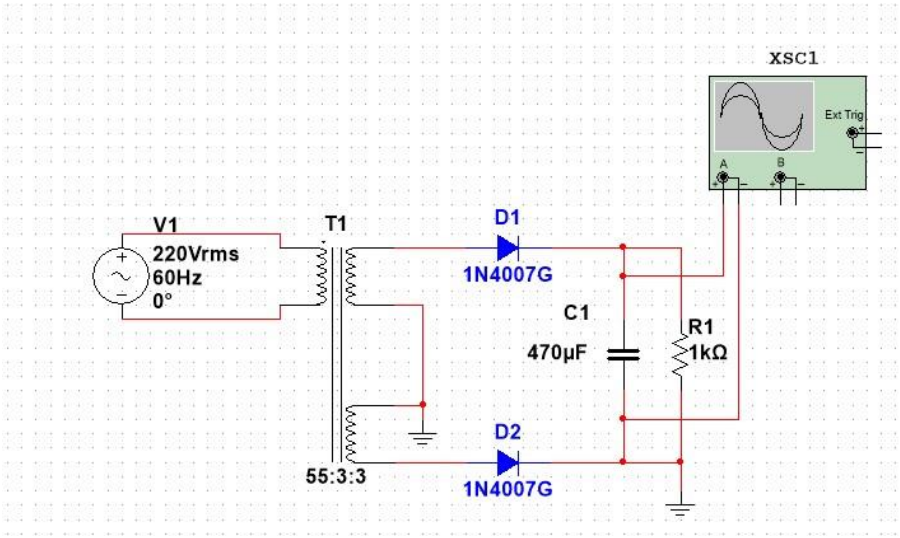 XSC1
Ext Trig
+
−
A
B
+ −
+ −
V1
220Vrms
60Hz
0°
+
−
T1
55:3:3
D1
1N4007G
C1
470µF
R1
1kΩ
D2
1N4007G